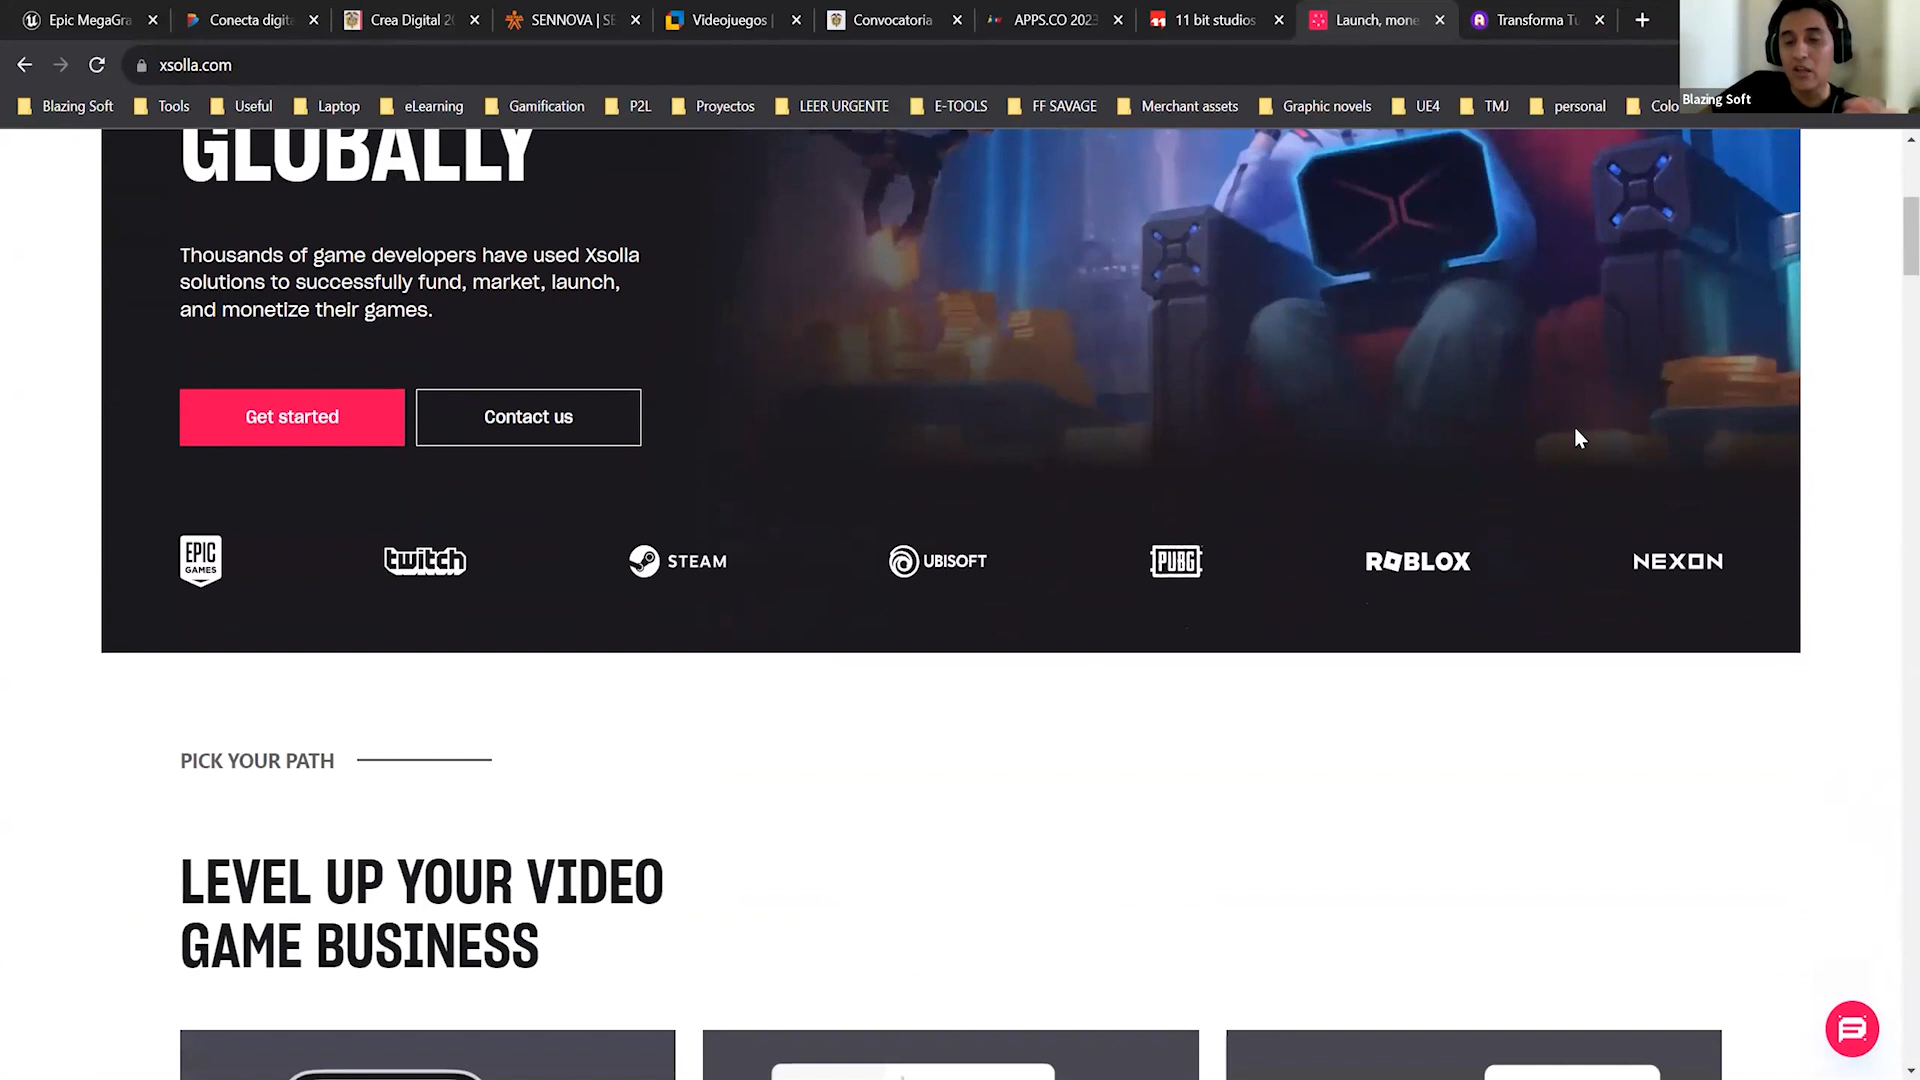 Epic MegaGra
Conecta digit
Crea Digital 20
SENNOVA | SE
Videojuegos |
Convocatoria
APPS.CO 2023
11 bit studios
Launch, mone
Transforma Tu
xsolla.com
Blazing Soft
Tools
Useful
Laptop
eLearning
Gamification
P2L
Proyectos
LEER URGENTE
E-TOOLS
FF SAVAGE
Merchant assets
Graphic novels
UE4
TMJ
personal
Colo
Blazing Soft
GLOBALLY
Thousands of game developers have used Xsolla
solutions to successfully fund, market, launch,
and monetize their games.
Get started
Contact us
EPIC
GAMES
twitch
STEAM
UBISOFT
PUBG
ROBLOX
NEXON
PICK YOUR PATH
LEVEL UP YOUR VIDEO
GAME BUSINESS